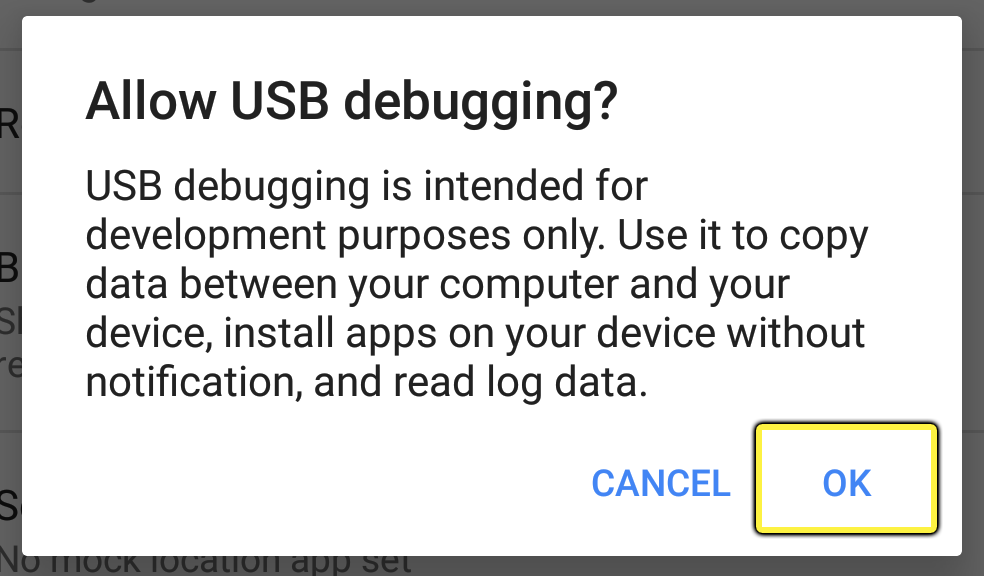 Allow USB debugging?
R
USB debugging is intended for
development purposes only. Use it to copy
B
data between your computer and your
device, install apps on your device without
re
notification, and read log data.
CANCEL OK
No mock location app set